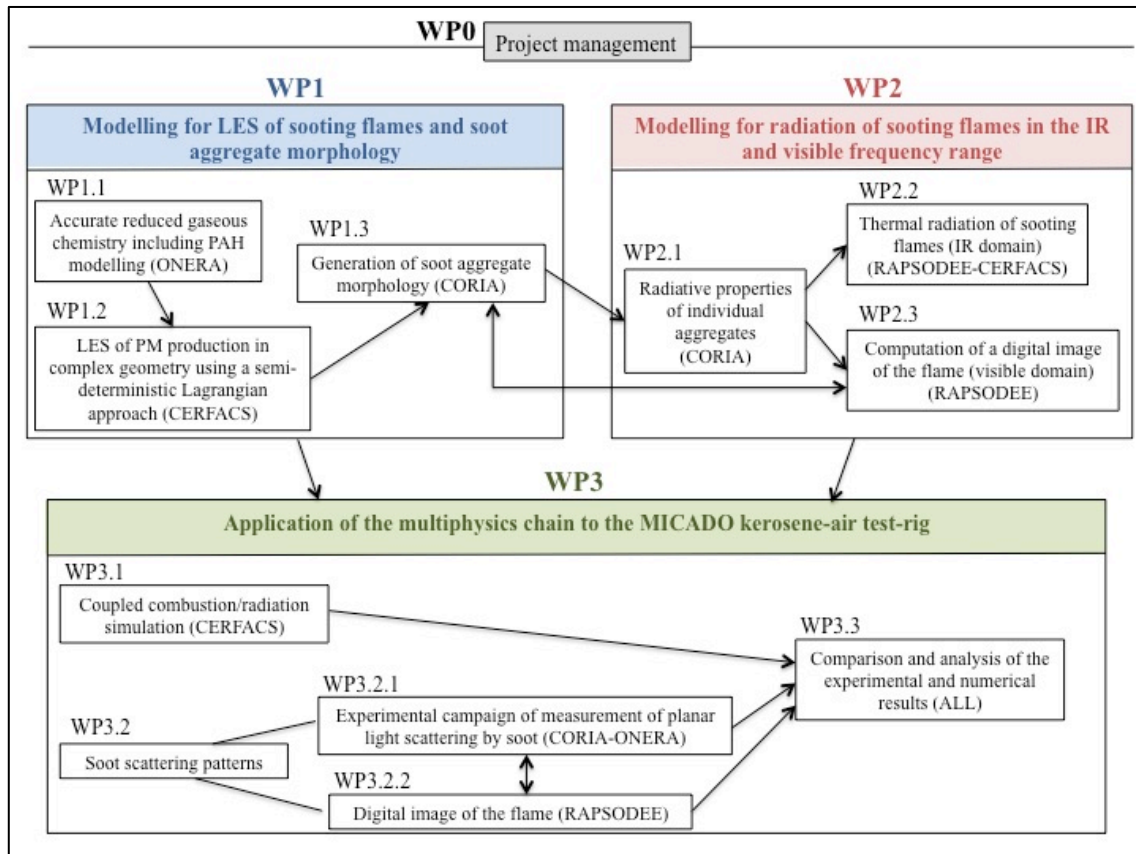 WP0
Project management
WP1
Modelling for LES of sooting flames and soot
aggregate morphology
WP1.1
Accurate reduced gaseous
chemistry including PAH
modelling (ONERA)
WP1.2
LES of PM production in
complex geometry using a semi-
deterministic Lagrangian
approach (CERFACS)
WP1.3
Generation of soot aggregate
morphology (CORIA)
WP2
Modelling for radiation of sooting flames in the IR
and visible frequency range
WP2.1
Radiative properties
of individual
aggregates
(CORIA)
WP2.2
Thermal radiation of sooting
flames (IR domain)
(RAPSODEE-CERFACS)
WP2.3
Computation of a digital image
of the flame (visible domain)
(RAPSODEE)
WP3
Application of the multiphysics chain to the MICADO kerosene-air test-rig
WP3.1
Coupled combustion/radiation
simulation (CERFACS)
WP3.2
Soot scattering patterns
WP3.2.1
Experimental campaign of measurement of planar
light scattering by soot (CORIA-ONERA)
WP3.2.2
Digital image of the flame (RAPSODEE)
WP3.3
Comparison and analysis of the
experimental and numerical
results (ALL)